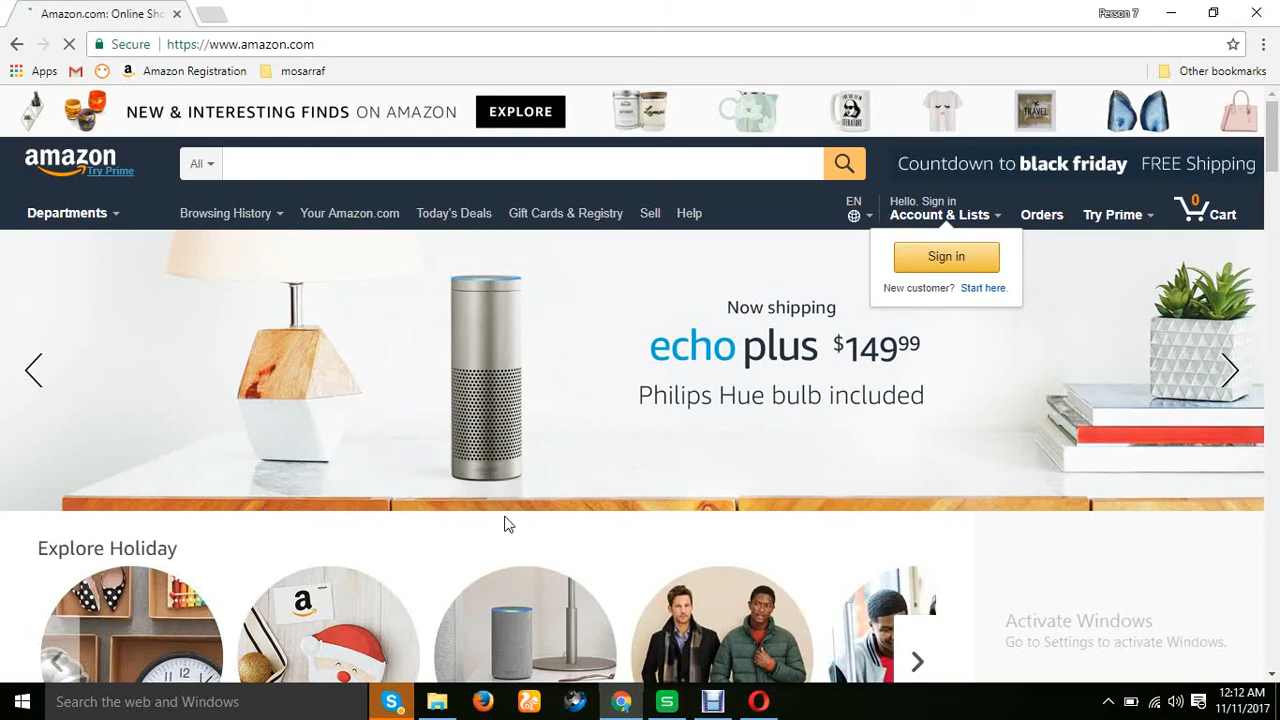 Amazon.com: Online Sho
Person 7
Secure https://www.amazon.com
Apps Amazon Registration mosarraf Other bookmarks
NEW & INTERESTING FINDS ON AMAZON EXPLORE
amazon
Try Prime
All
Countdown to black friday FREE Shipping
Departments
Browsing History Your Amazon.com Today's Deals Gift Cards & Registry Sell Help
EN
Hello. Sign in
Account & Lists
Orders
Try Prime
0
Cart
Sign in
New customer? Start here.
Now shipping
echo plus $149 99
Philips Hue bulb included
Explore Holiday
Activate Windows
Go to Settings to activate Windows.
Search the web and Windows
12:12 AM
11/11/2017